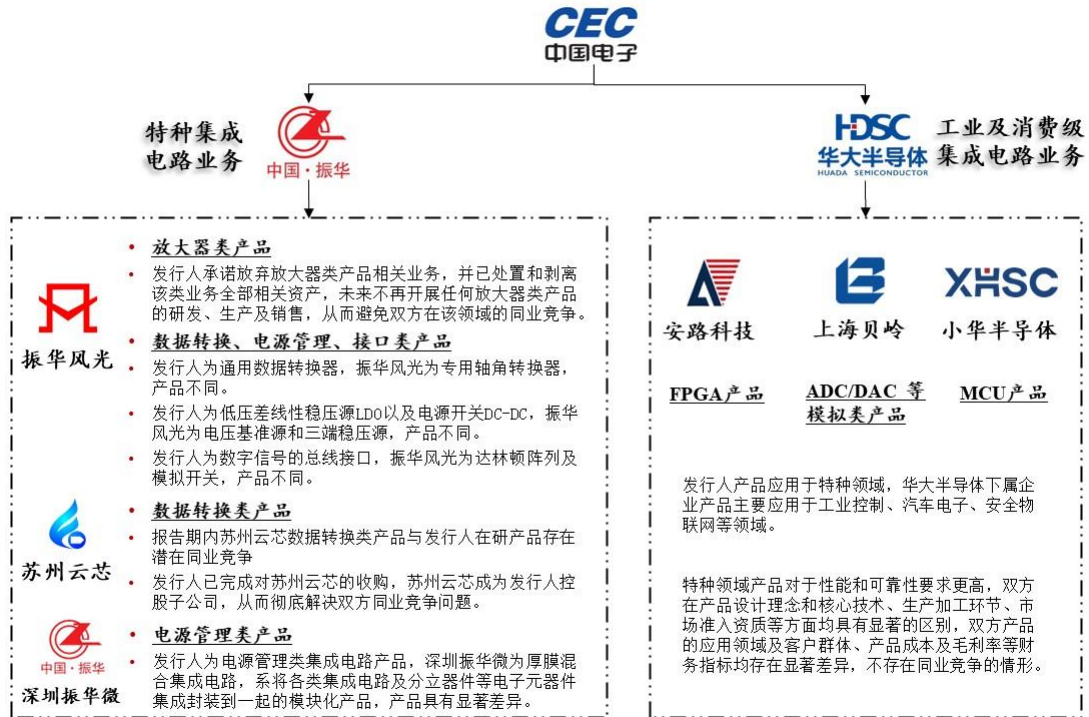 CEC
中国电子
特种集成
电路业务
中国·振华
HDSC
华大半导体
HUADA SEMICONDUCTOR
工业及消费级
集成电路业务
振华风光
• 放大器类产品
• 发行人承诺放弃放大器类产品相关业务，并已处置和剥离
该类业务全部相关资产，未来不再开展任何放大器类产品
的研发、生产及销售，从而避免双方在该领域的同业竞争。
• 数据转换、电源管理、接口类产品
• 发行人为通用数据转换器，振华风光为专用轴角转换器，
产品不同。
• 发行人为低压差线性稳压源LDO以及电源开关DC-DC，振华
风光为电压基准源和三端稳压源，产品不同。
• 发行人为数字信号的总线接口，振华风光为达林顿阵列及
模拟开关，产品不同。
苏州云芯
• 数据转换类产品
• 报告期内苏州云芯数据转换类产品与发行人在研产品存在
潜在同业竞争
• 发行人已完成对苏州云芯的收购，苏州云芯成为发行人控
股子公司，从而彻底解决双方同业竞争问题。
中国·振华
深圳振华微
• 电源管理类产品
• 发行人为电源管理类集成电路产品，深圳振华微为厚膜混
合集成电路，系将各类集成电路及分立器件等电子元器件
集成封装到一起的模块化产品，产品具有显著差异。
安路科技
上海贝岭
XHSC
小华半导体
FPGA产品
ADC/DAC 等
模拟类产品
MCU产品
发行人产品应用于特种领域，华大半导体下属企
业产品主要应用于工业控制、汽车电子、安全物
联网等领域。
特种领域产品对于性能和可靠性要求更高，双方
在产品设计理念和核心技术、生产加工环节、市
场准入资质等方面均具有显著的区别，双方产品
的应用领域及客户群体、产品成本及毛利率等财
务指标均存在显著差异，不存在同业竞争的情形。